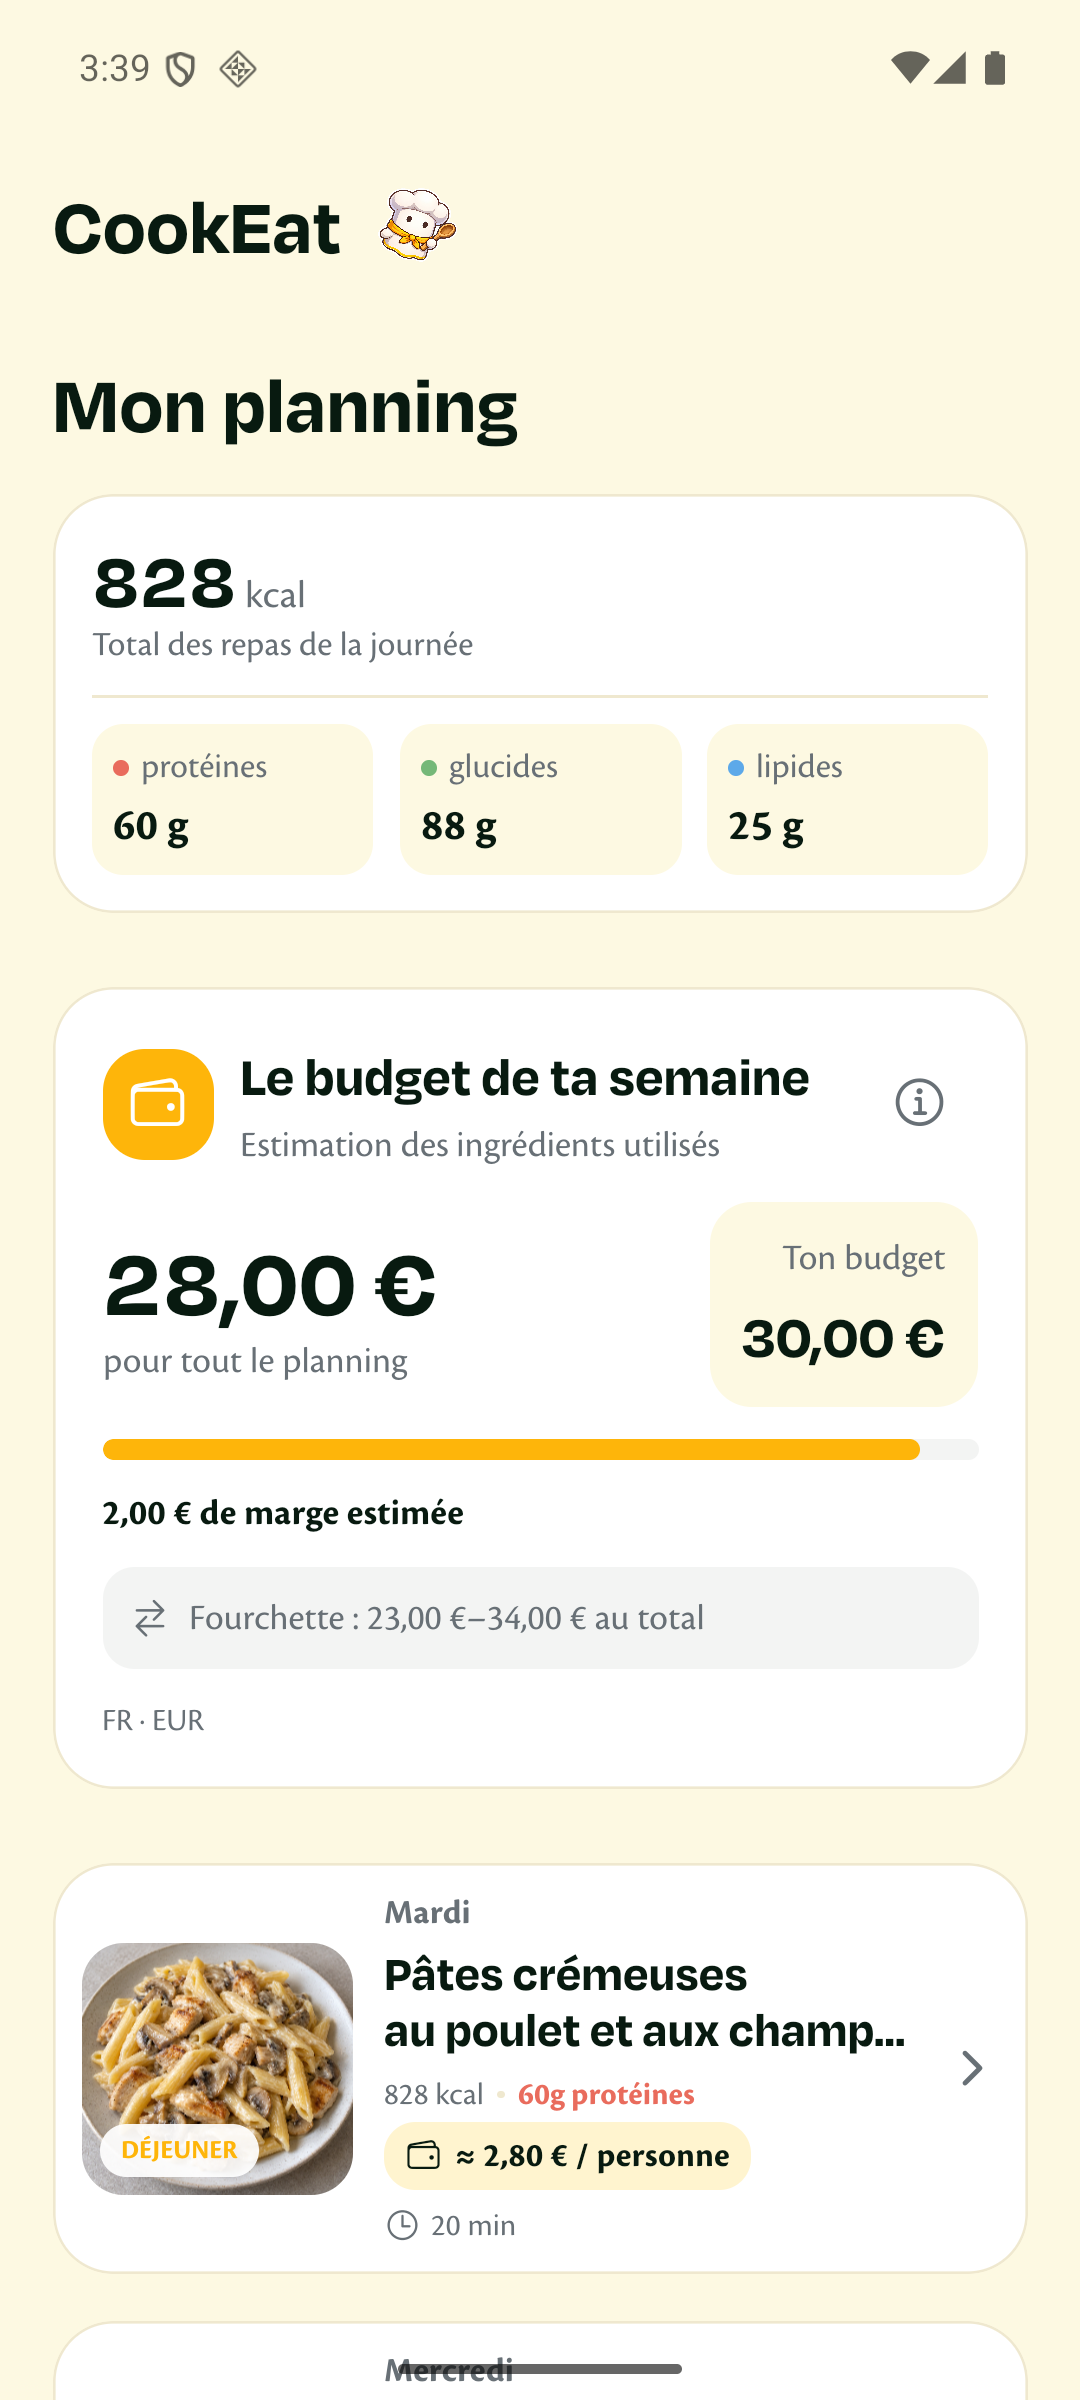 3:39
CookEat
Mon planning
828 kcal
Total des repas de la journée
protéines
60 g
glucides
88 g
lipides
25 g
Le budget de ta semaine
Estimation des ingrédients utilisés
28,00 €
pour tout le planning
Ton budget
30,00 €
2,00 € de marge estimée
Fourchette : 23,00 €–34,00 € au total
FR · EUR
Mardi
Pâtes crémeuses
au poulet et aux champ...
828 kcal • 60g protéines
≈ 2,80 € / personne
20 min
DÉJEUNER
Mercredi